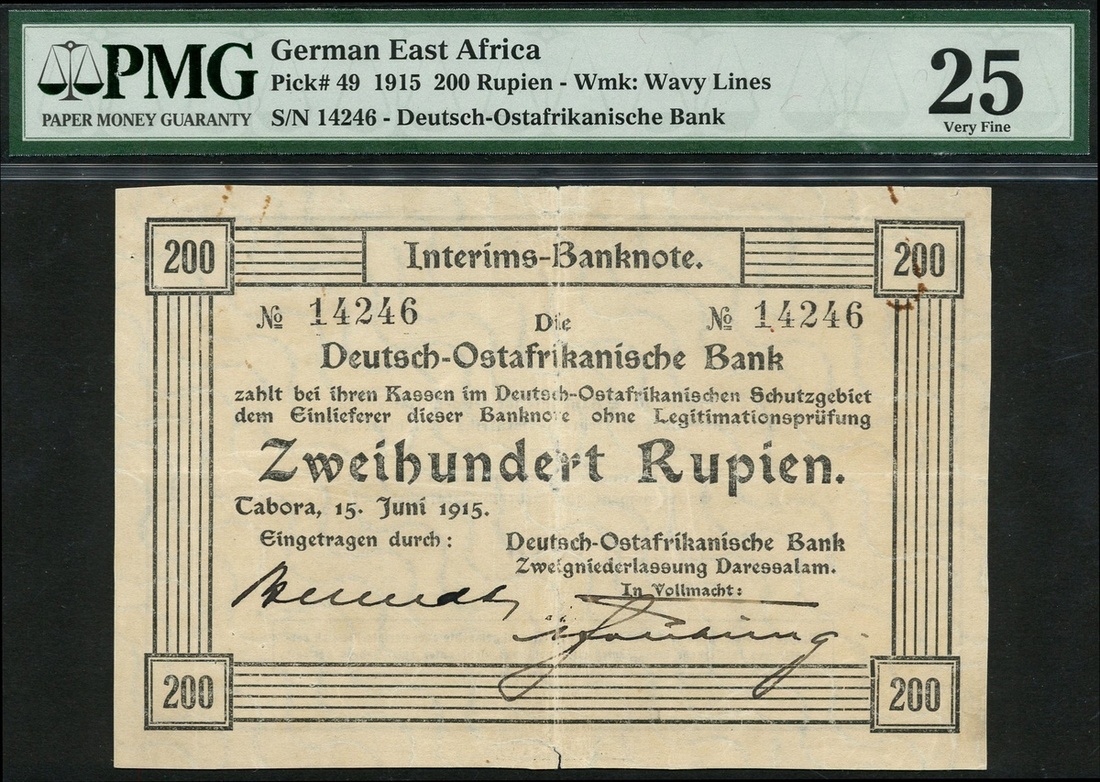 PMG
PAPER MONEY GUARANTY
German East Africa
Pick# 49 1915 200 Rupien - Wmk: Wavy Lines
S/N 14246 - Deutsch-Ostafrikanische Bank
25
Very Fine
200
Interims-Banknote.
200
No 14246
No 14246
Die
Deutsch-Ostafrikanische Bank
zahlt bei ihren Kassen im Deutsch-Ostafrikanischen Schutzgebiet
dem Einlieferer dieser Banknote ohne Legitimationsprüfung
Zweihundert Rupien.
Tabora, 15. Juni 1915.
Eingetragen durch:
Deutsch-Ostafrikanische Bank
Zweigniederlassung Daressalam.
In Vollmacht:
200
200